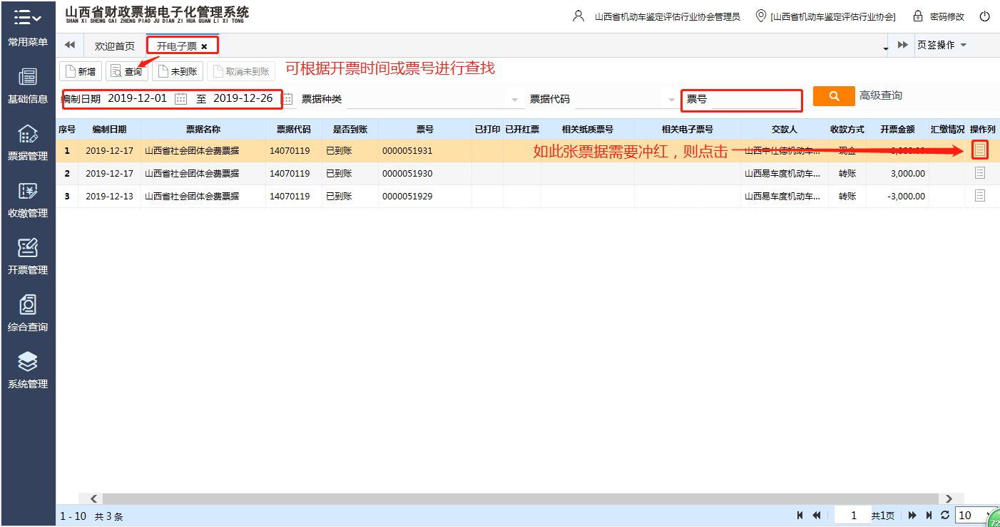 山西省财政票据电子化管理系统
SHAN XI SHENG CAI ZHENG PIAO JU DIAN ZI HUA GUAN LI XI TONG
山西省机动车鉴定评估行业协会管理员 [山西省机动车鉴定评估行业协会] 密码修改
常用菜单
基础信息
票据管理
收缴管理
开票管理
综合查询
系统管理
欢迎首页 开电子票 页签操作
新增 查询 未到账 取消未到账 可根据开票时间或票号进行查找
编制日期 2019-12-01 至 2019-12-26 票据种类 票据代码 票号 高级查询
序号 编制日期 票据名称 票据代码 是否到账 票号 已打印 已开红票 相关纸质票号 相关电子票号 交款人 收款方式 开票金额 汇缴情况 操作列
1 2019-12-17 山西省社会团体会费票据 14070119 已到账 0000051931 山西中仕德机动车... 现金
如此张票据需要冲红，则点击
2 2019-12-17 山西省社会团体会费票据 14070119 已到账 0000051930 山西易车度机动车... 转账 3,000.00
3 2019-12-13 山西省社会团体会费票据 14070119 已到账 0000051929 山西易车度机动车... 转账 -3,000.00
1 - 10 共 3 条 1 共1页 10
72